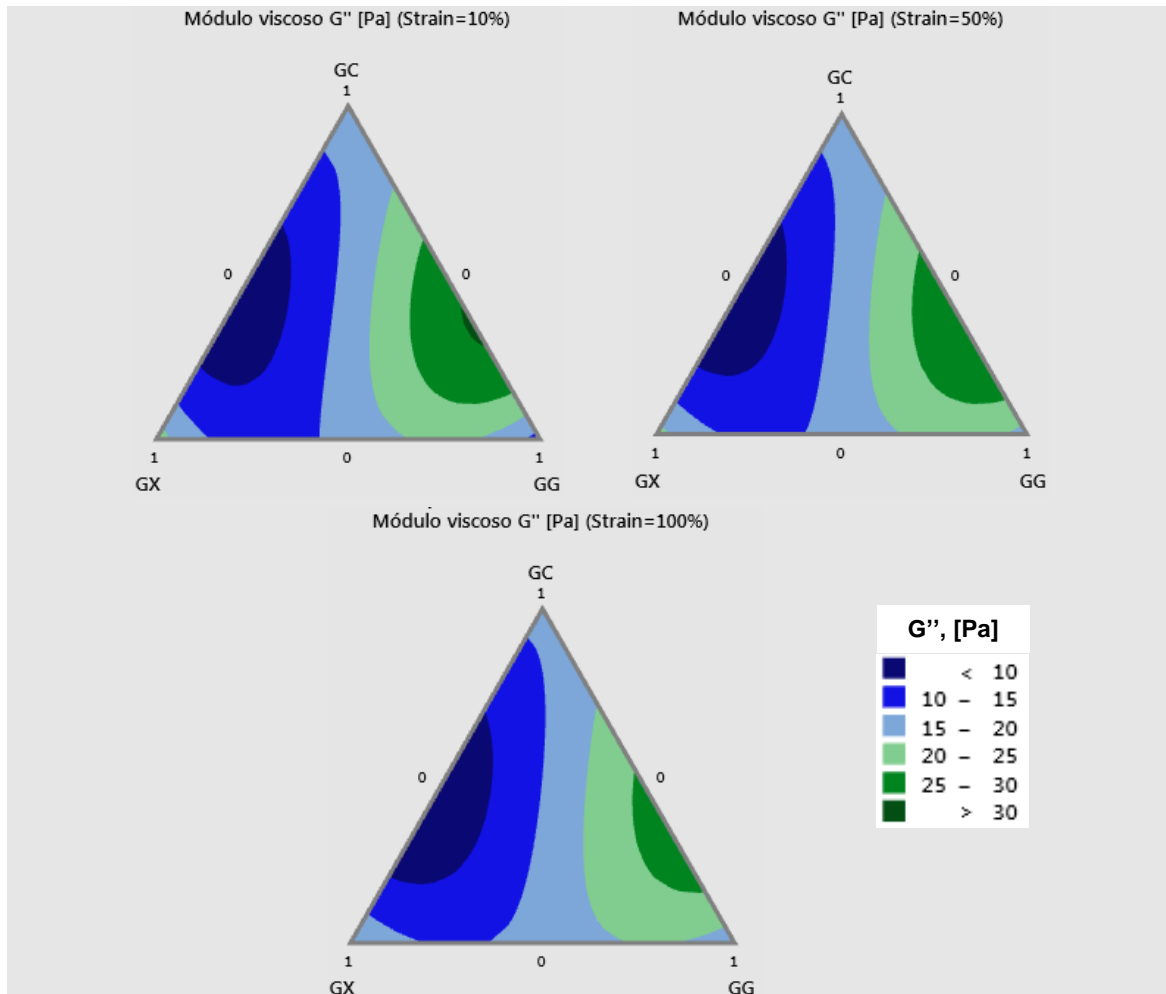 Módulo viscoso G'' [Pa] (Strain=10%)
GC
1
0
0
1
0
1
GX
GG
Módulo viscoso G'' [Pa] (Strain=50%)
GC
1
0
0
1
0
1
GX
GG
Módulo viscoso G'' [Pa] (Strain=100%)
GC
1
0
0
1
0
1
GX
GG
G’’, [Pa]
< 10
10 – 15
15 – 20
20 – 25
25 – 30
> 30